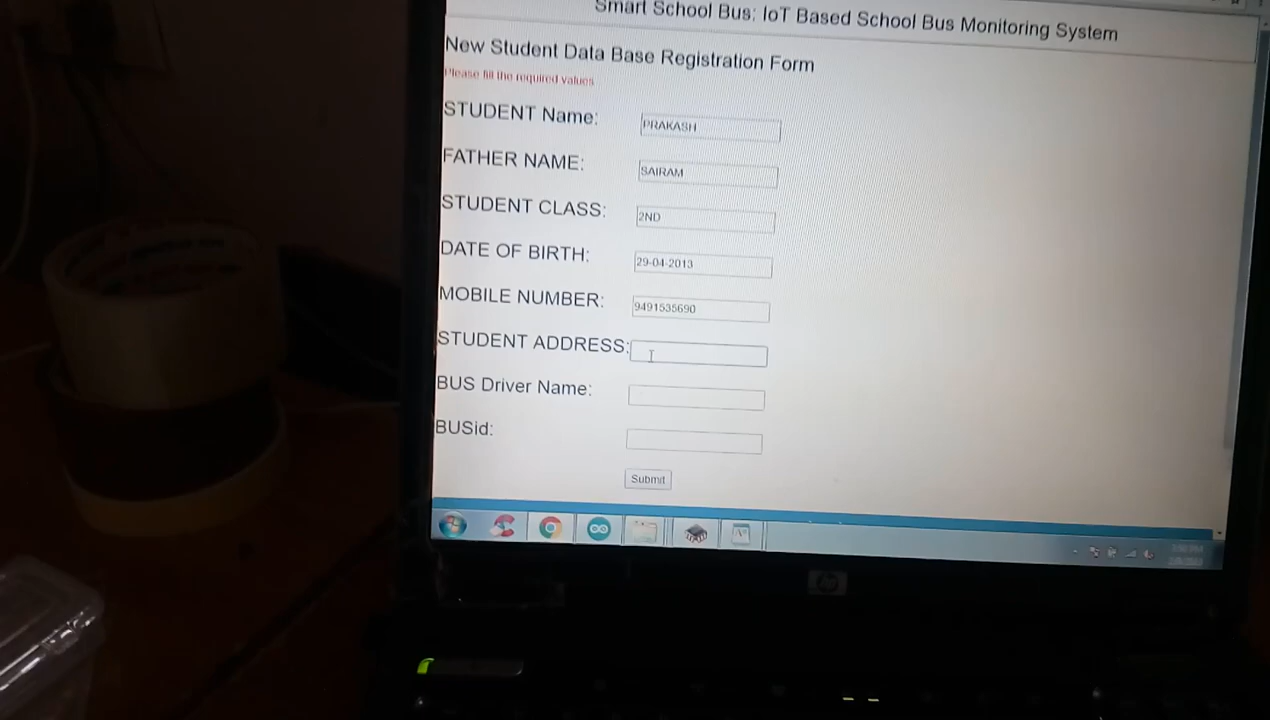 Smart School Bus: IoT Based School Bus Monitoring System
New Student Data Base Registration Form
Please fill the required values
STUDENT Name: PRAKASH
FATHER NAME: SAIRAM
STUDENT CLASS: 2ND
DATE OF BIRTH: 29-04-2013
MOBILE NUMBER: 9491535690
STUDENT ADDRESS:
BUS Driver Name:
BUSid:
Submit
hp